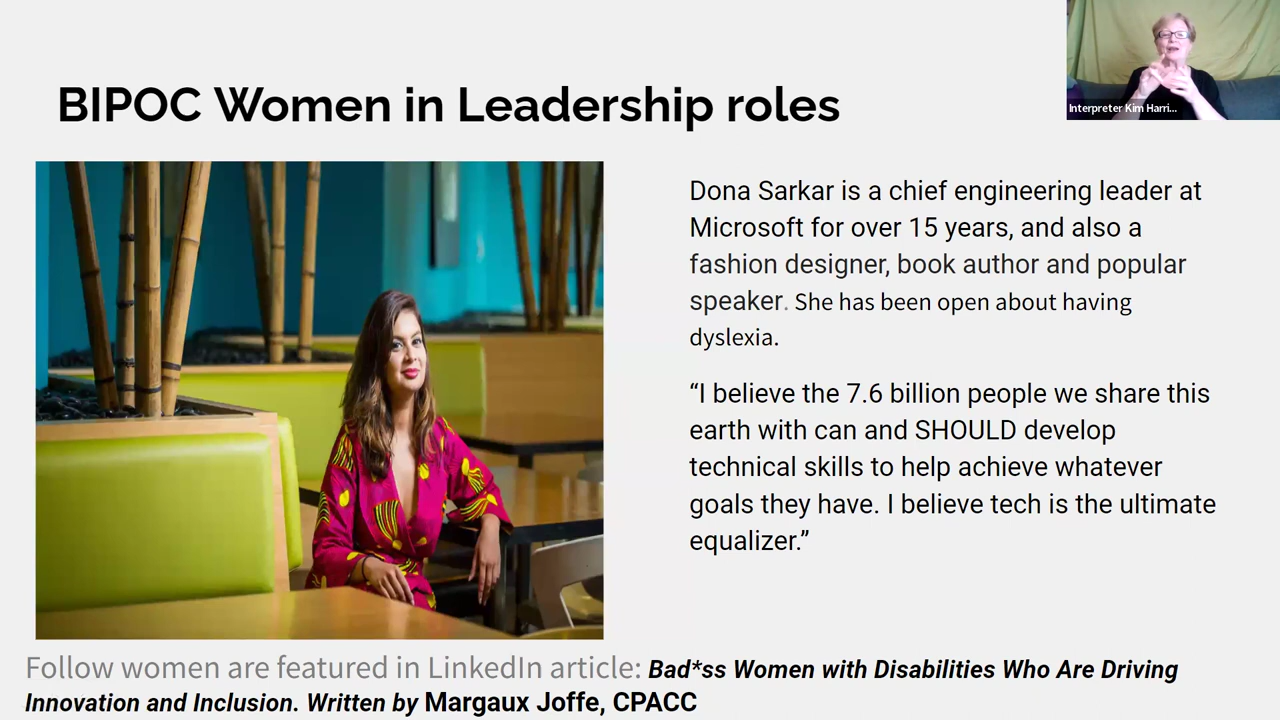 BIPOC Women in Leadership roles
Interpreter Kim Harri...
Dona Sarkar is a chief engineering leader at
Microsoft for over 15 years, and also a
fashion designer, book author and popular
speaker. She has been open about having
dyslexia.
“I believe the 7.6 billion people we share this
earth with can and SHOULD develop
technical skills to help achieve whatever
goals they have. I believe tech is the ultimate
equalizer.”
Follow women are featured in LinkedIn article: Bad*ss Women with Disabilities Who Are Driving
Innovation and Inclusion. Written by Margaux Joffe, CPACC